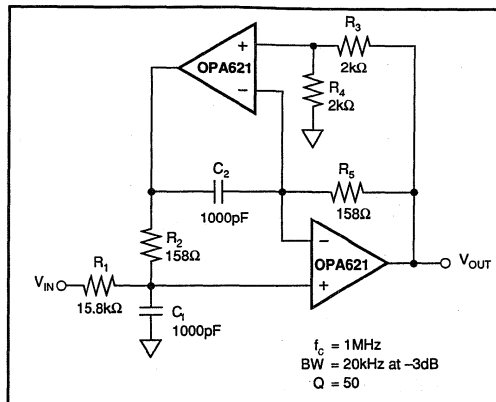 R3
2kΩ
+
OPA621
−
R4
2kΩ
C2
1000pF
R5
158Ω
R2
158Ω
−
OPA621
+
VOUT
VIN
R1
15.8kΩ
C1
1000pF
fc = 1MHz
BW = 20kHz at −3dB
Q = 50